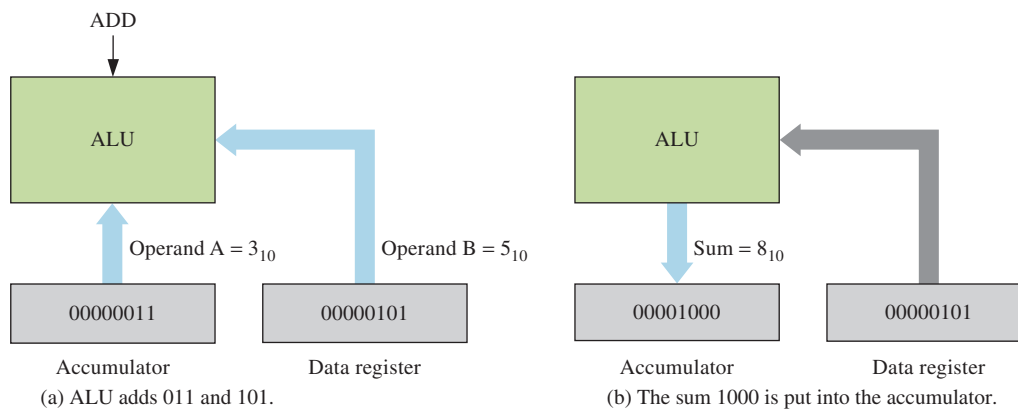 ADD
ALU
Operand A = 3₁₀
Operand B = 5₁₀
00000011
00000101
Accumulator
Data register
(a) ALU adds 011 and 101.
ALU
Sum = 8₁₀
00001000
00000101
Accumulator
Data register
(b) The sum 1000 is put into the accumulator.